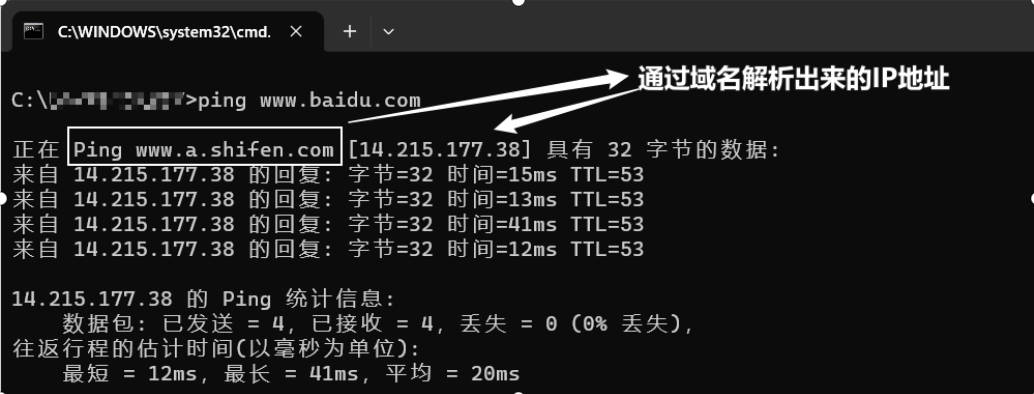 C:\WINDOWS\system32\cmd.
通过域名解析出来的IP地址
C:\ >ping www.baidu.com
正在 Ping www.a.shifen.com [14.215.177.38] 具有 32 字节的数据:
来自 14.215.177.38 的回复: 字节=32 时间=15ms TTL=53
来自 14.215.177.38 的回复: 字节=32 时间=13ms TTL=53
来自 14.215.177.38 的回复: 字节=32 时间=41ms TTL=53
来自 14.215.177.38 的回复: 字节=32 时间=12ms TTL=53
14.215.177.38 的 Ping 统计信息:
数据包: 已发送 = 4, 已接收 = 4, 丢失 = 0 (0% 丢失),
往返行程的估计时间(以毫秒为单位):
最短 = 12ms, 最长 = 41ms, 平均 = 20ms